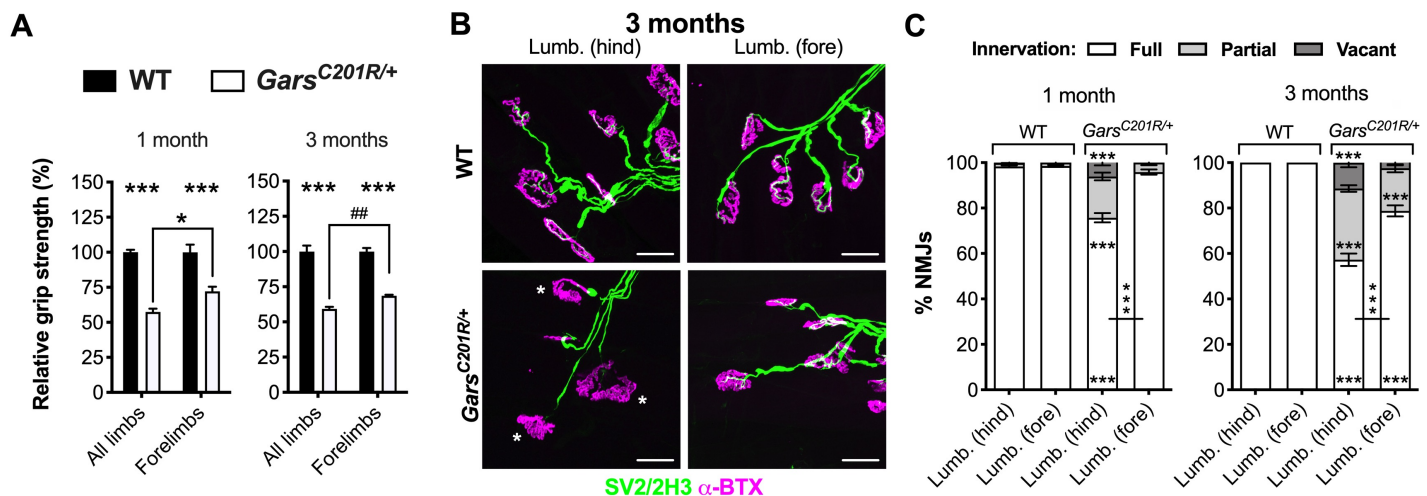 A
WT Gars^C201R/+
1 month
3 months
Relative grip strength (%)
150
125
100
75
50
25
0
*** ***
*
All limbs
Forelimbs
150
125
100
75
50
25
0
*** ***
##
All limbs
Forelimbs
B
3 months
Lumb. (hind) Lumb. (fore)
WT
Gars^C201R/+
*
*
*
SV2/2H3 α-BTX
C
Innervation: Full Partial Vacant
1 month
WT Gars^C201R/+
% NMJs
100
80
60
40
20
0
***
***
***
***
Lumb. (hind)
Lumb. (fore)
Lumb. (hind)
Lumb. (fore)
3 months
WT Gars^C201R/+
100
80
60
40
20
0
***
***
***
***
*** ***
Lumb. (hind)
Lumb. (fore)
Lumb. (hind)
Lumb. (fore)